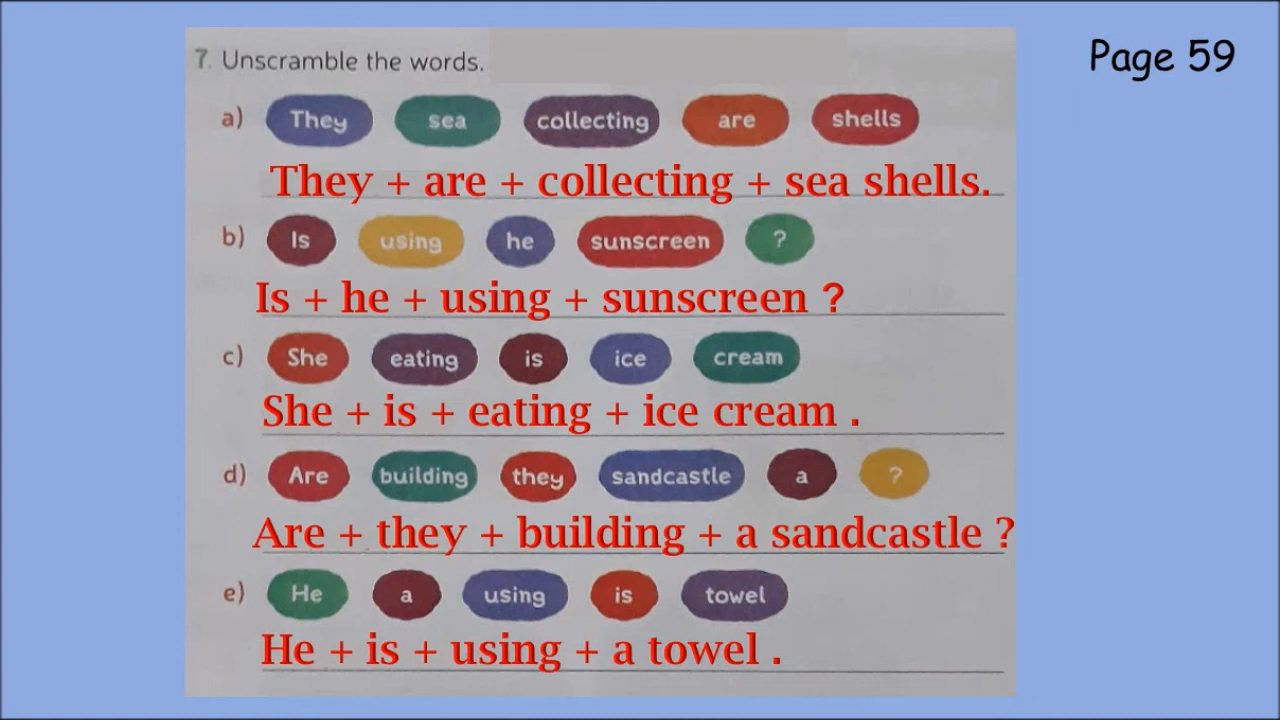 Page 59
7. Unscramble the words.
a) They sea collecting are shells
They + are + collecting + sea shells.
b) Is using he sunscreen ?
Is + he + using + sunscreen ?
c) She eating is ice cream
She + is + eating + ice cream .
d) Are building they sandcastle a ?
Are + they + building + a sandcastle ?
e) He a using is towel
He + is + using + a towel .